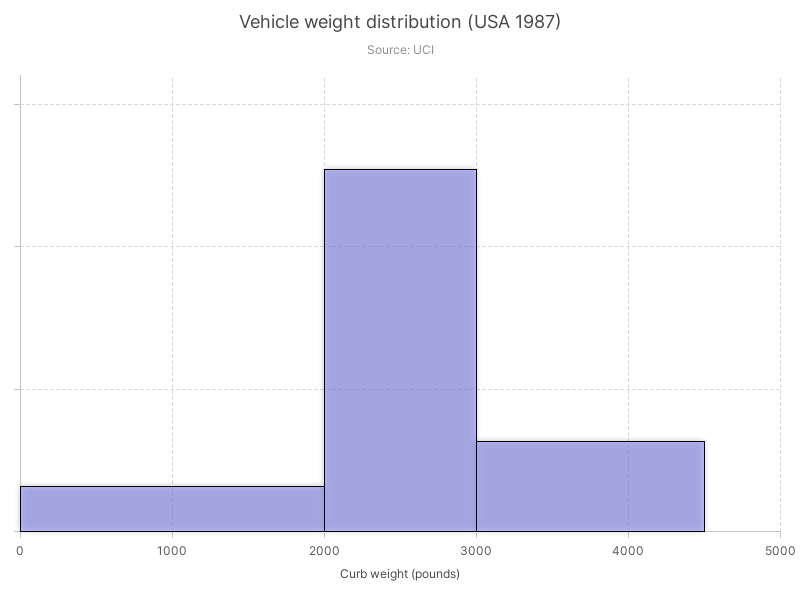 Vehicle weight distribution (USA 1987)
Source: UCI
0 1000 2000 3000 4000 5000
Curb weight (pounds)